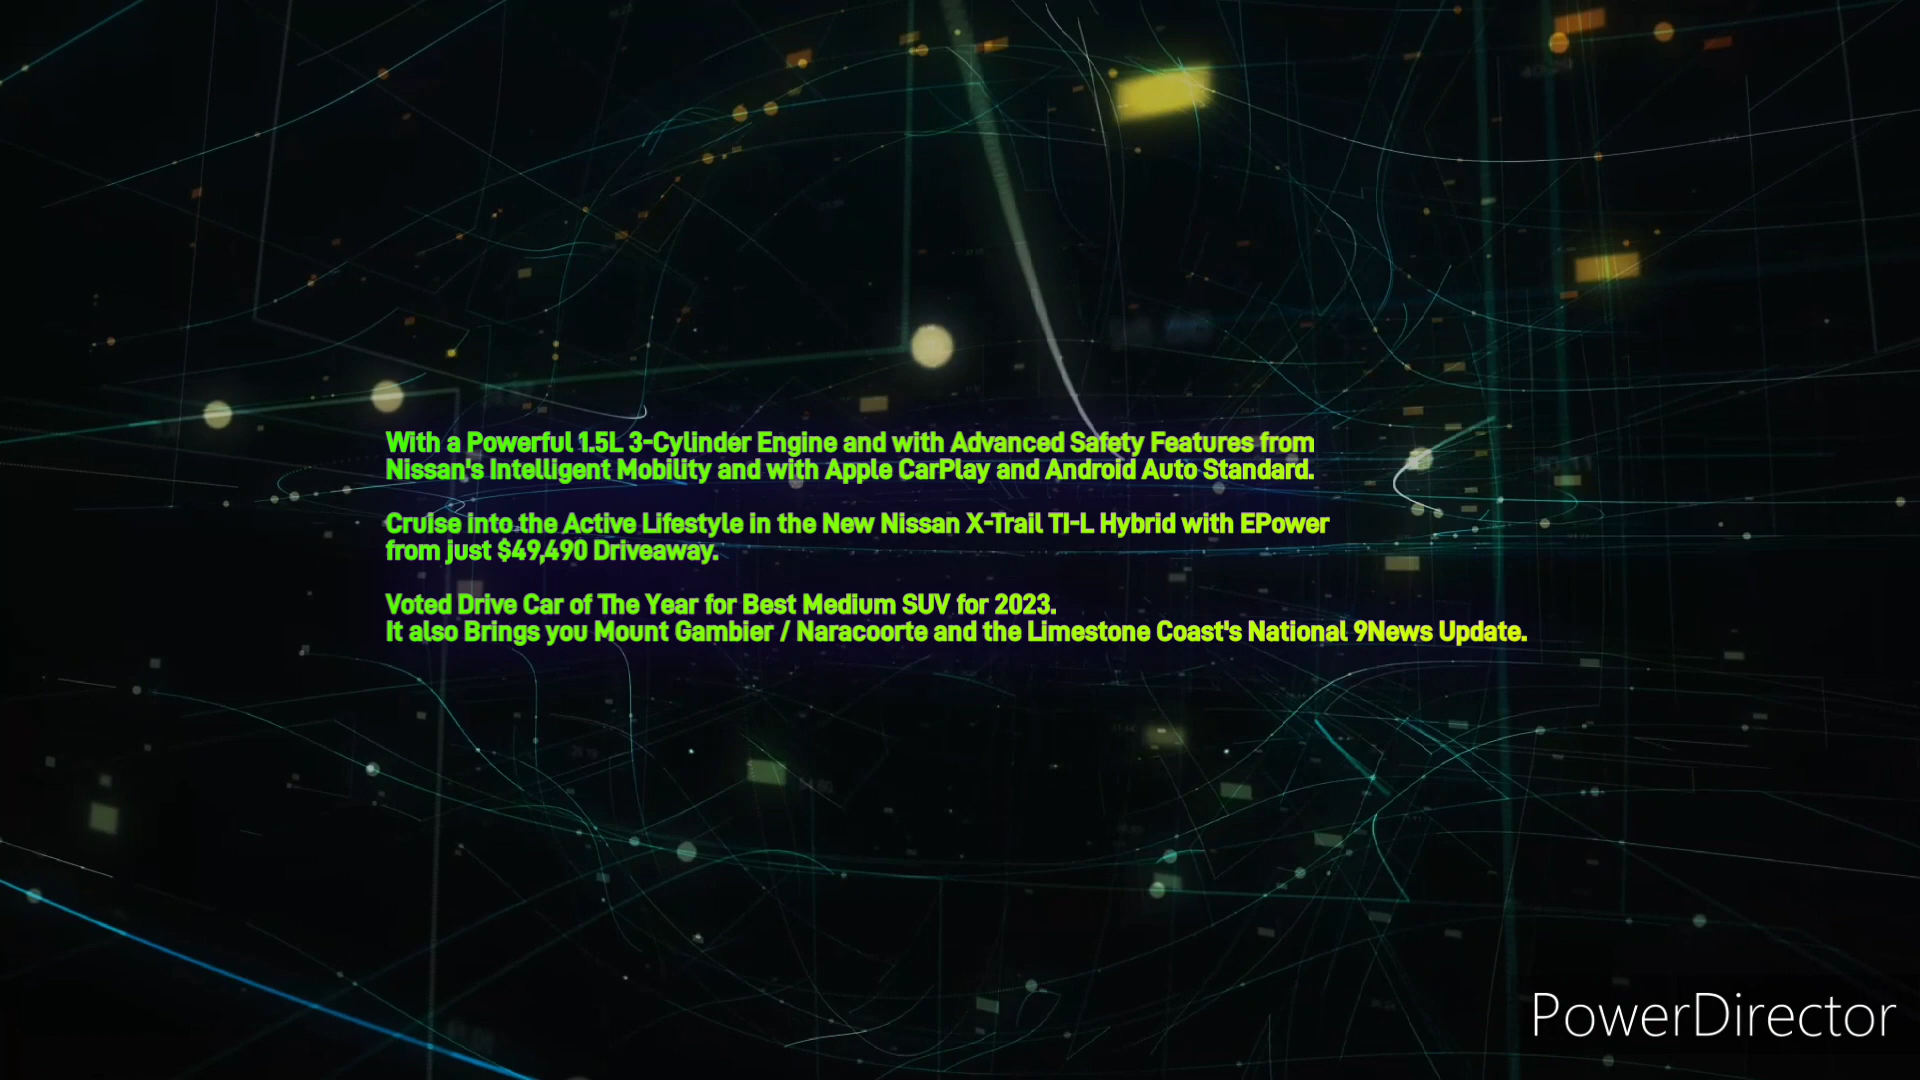 With a Powerful 1.5L 3-Cylinder Engine and with Advanced Safety Features from
Nissan's Intelligent Mobility and with Apple CarPlay and Android Auto Standard.
Cruise into the Active Lifestyle in the New Nissan X-Trail TI-L Hybrid with EPower
from just $49,490 Driveaway.
Voted Drive Car of The Year for Best Medium SUV for 2023.
It also Brings you Mount Gambier / Naracoorte and the Limestone Coast's National 9News Update.
PowerDirector